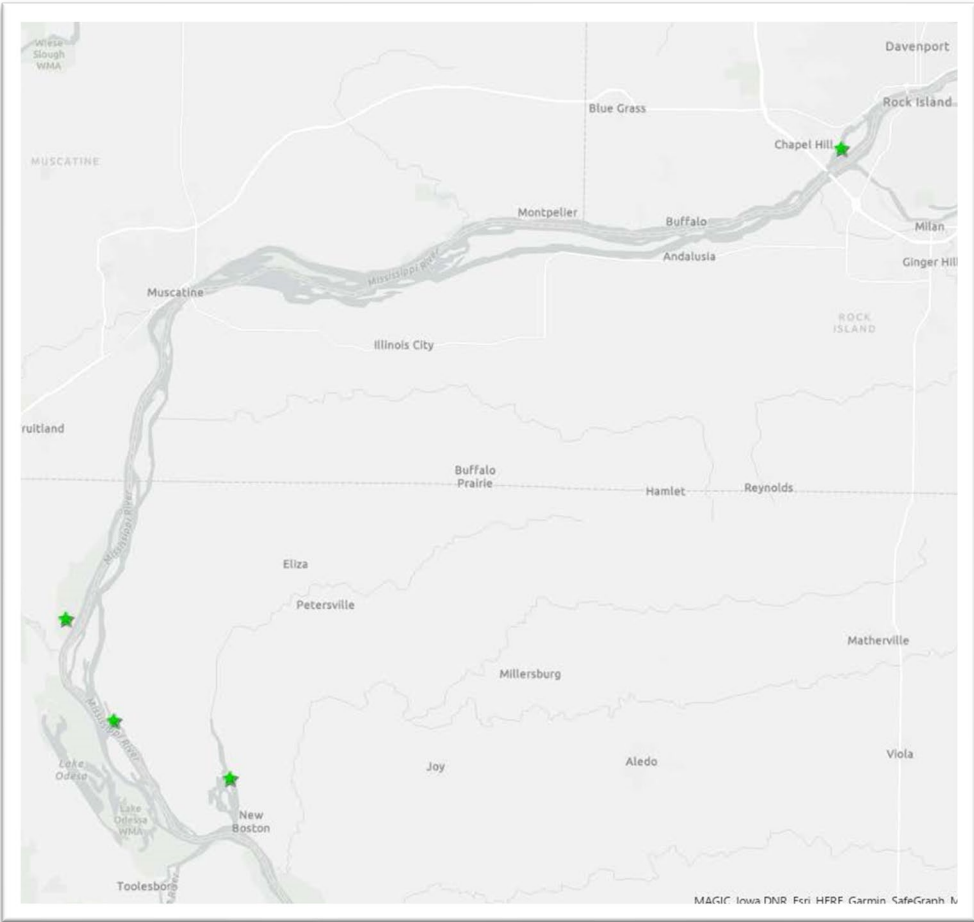 Wiese
Slough
WMA
Davenport
Rock Island
Blue Grass
Chapel Hill
MUSCATINE
Montpelier
Buffalo
Milan
Andalusia
Ginger Hill
Mississippi River
Muscatine
ROCK
ISLAND
Illinois City
ruitland
Buffalo
Prairie
Hamlet
Reynolds
Mississippi River
Eliza
Petersville
Matherville
Millersburg
Mississippi River
Viola
Joy
Aledo
Lake
Odessa
Lake
Odessa
WMA
New
Boston
Toolesboro
River
MAGIC, Iowa DNR, Esri, HERE, Garmin, SafeGraph, M